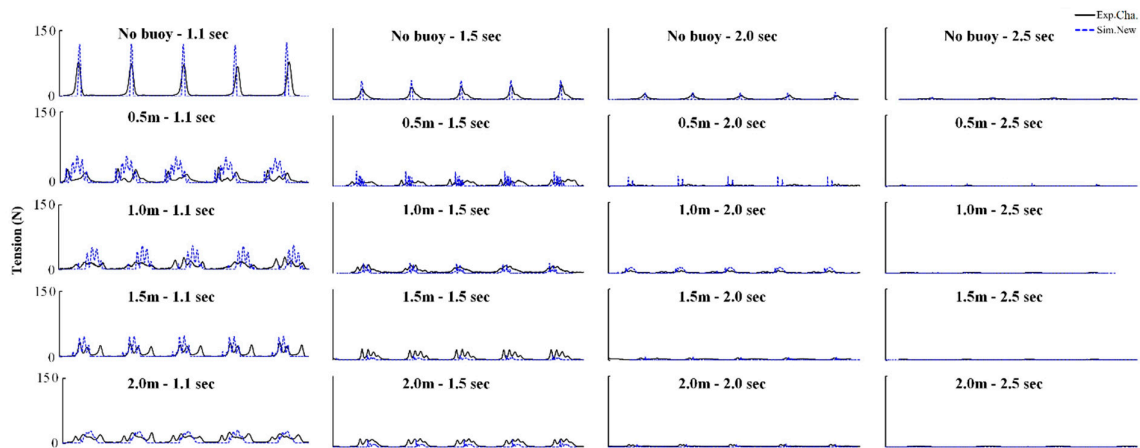 Exp.Cha.
Sim.New
150
No buoy - 1.1 sec
No buoy - 1.5 sec
No buoy - 2.0 sec
No buoy - 2.5 sec
0
150
0.5m - 1.1 sec
0.5m - 1.5 sec
0.5m - 2.0 sec
0.5m - 2.5 sec
0
150
1.0m - 1.1 sec
1.0m - 1.5 sec
1.0m - 2.0 sec
1.0m - 2.5 sec
Tension (N)
0
150
1.5m - 1.1 sec
1.5m - 1.5 sec
1.5m - 2.0 sec
1.5m - 2.5 sec
0
150
2.0m - 1.1 sec
2.0m - 1.5 sec
2.0m - 2.0 sec
2.0m - 2.5 sec
0